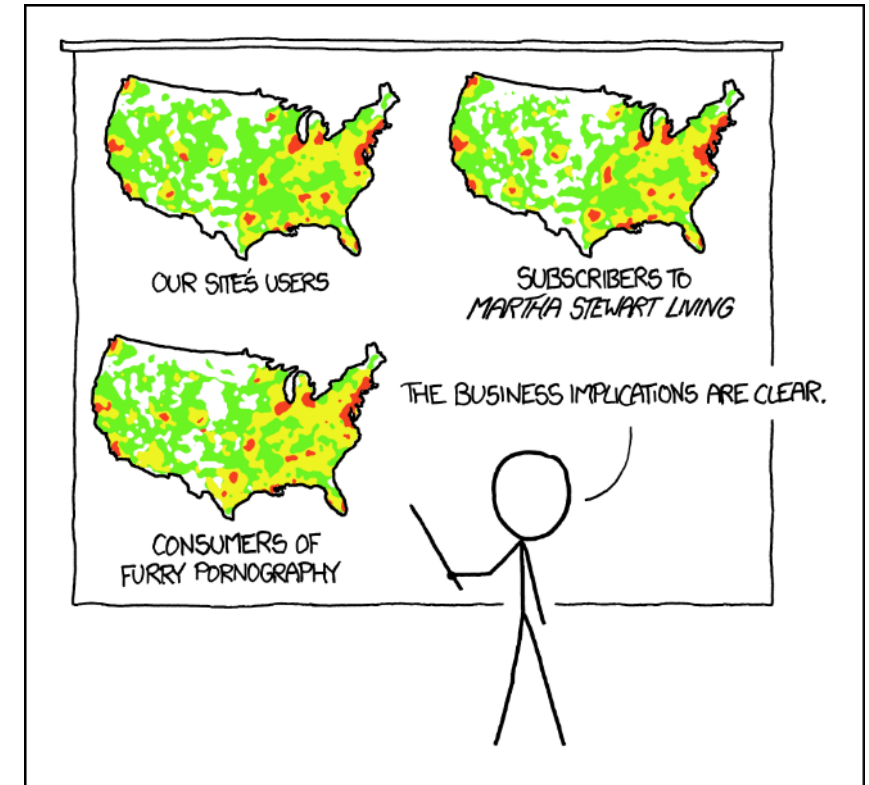 OUR SITE'S USERS
SUBSCRIBERS TO
MARTHA STEWART LIVING
CONSUMERS OF
FURRY PORNOGRAPHY
THE BUSINESS IMPLICATIONS ARE CLEAR.